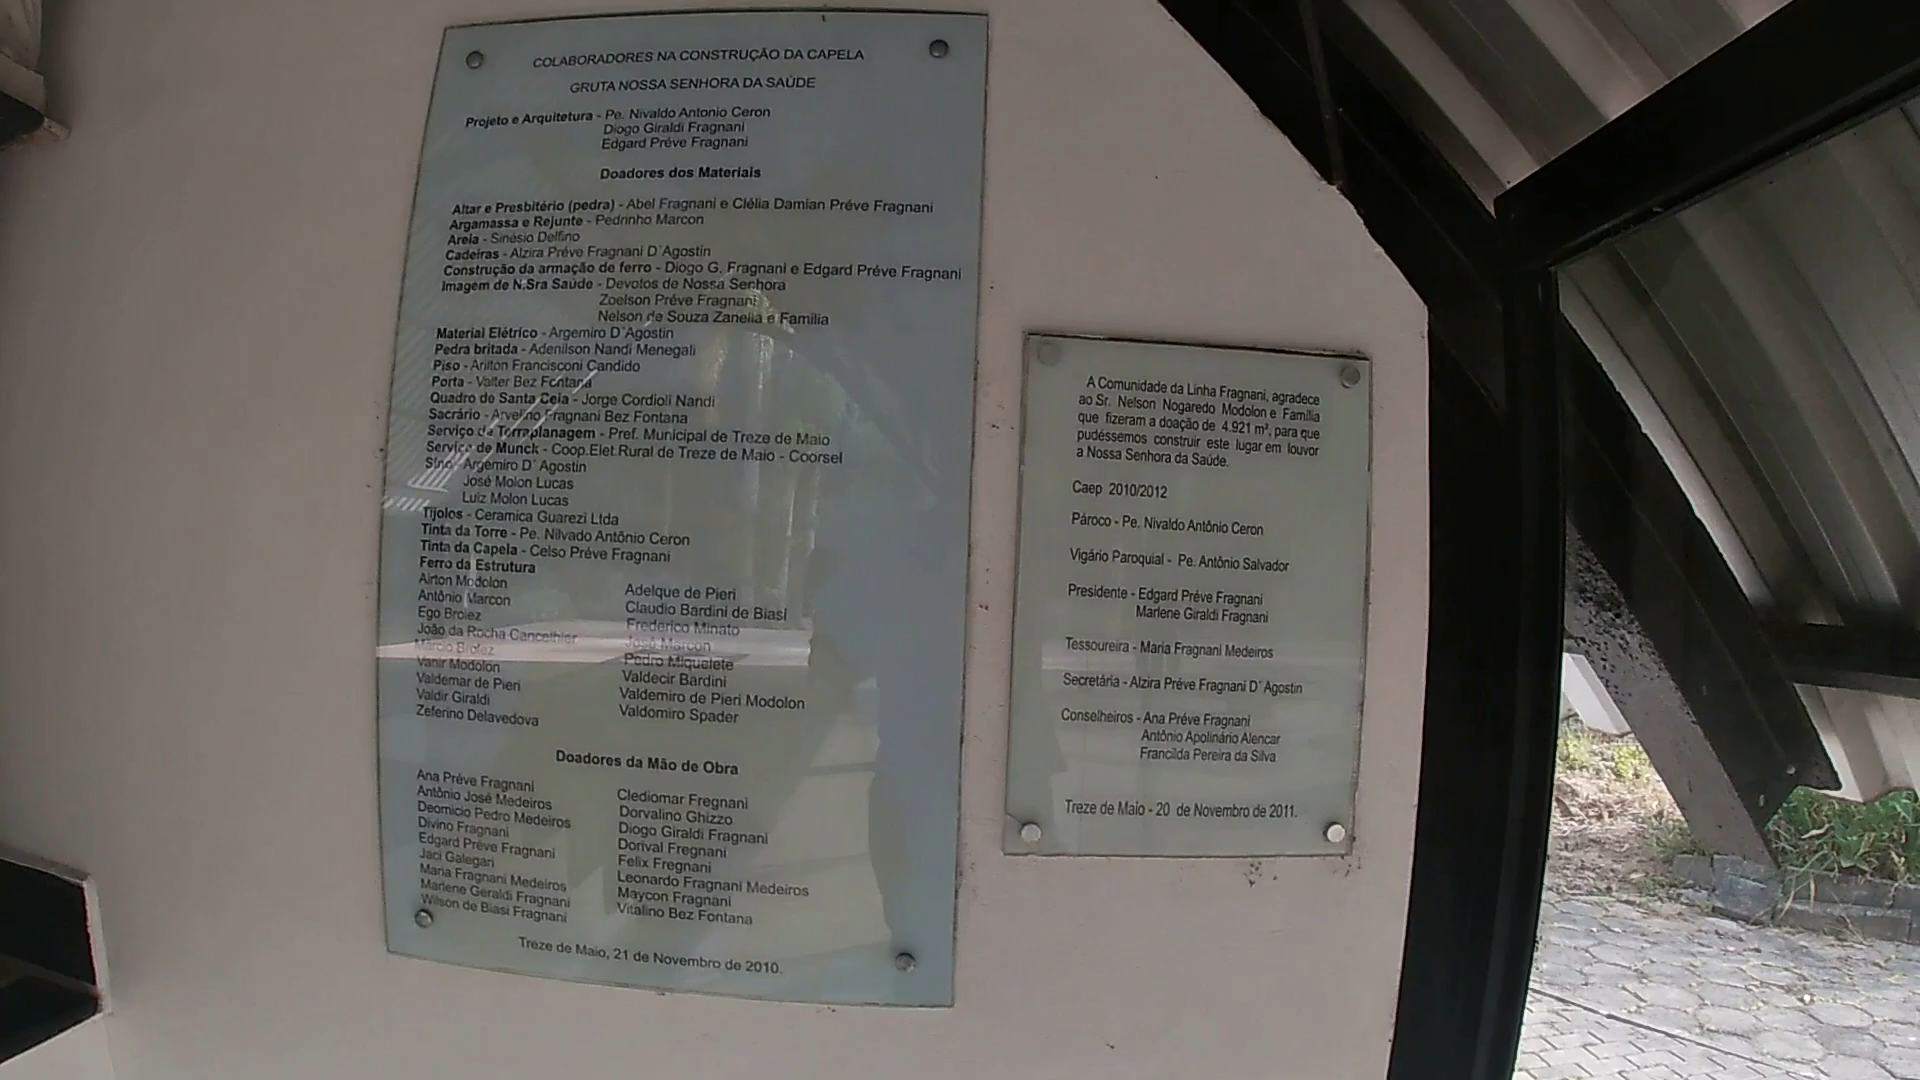 COLABORADORES NA CONSTRUÇÃO DA CAPELA
GRUTA NOSSA SENHORA DA SAÚDE
Projeto e Arquitetura - Pe. Nivaldo Antonio Ceron
Diogo Giraldi Fragnani
Edgard Préve Fragnani
Doadores dos Materiais
Altar e Presbitério (pedra) - Abel Fragnani e Clélia Damian Préve Fragnani
Argamassa e Rejunte - Pedrinho Marcon
Areia - Sinésio Delfino
Cadeiras - Alzira Préve Fragnani D´Agostin
Construção da armação de ferro - Diogo G. Fragnani e Edgard Préve Fragnani
Imagem de N.Sra Saúde - Devotos de Nossa Senhora
Zoelson Préve Fragnani
Nelson de Souza Zanelia e Família
Material Elétrico - Argemiro D´Agostin
Pedra britada - Adenilson Nandi Menegali
Piso - Arilton Francisconi Candido
Porta - Valter Bez Fontana
Quadro de Santa Ceia - Jorge Cordioli Nandi
Sacrário - Arvelino Fragnani Bez Fontana
Serviço de Terraplanagem - Pref. Municipal de Treze de Maio
Serviço de Munck - Coop.Elet.Rural de Treze de Maio - Coorsel
Sino - Argemiro D´Agostin
José Molon Lucas
Luiz Molon Lucas
Tijolos - Ceramica Guarezi Ltda
Tinta da Torre - Pe. Nilvado Antônio Ceron
Tinta da Capela - Celso Préve Fragnani
Ferro da Estrutura
Airton Modolon
Antônio Marcon
Ego Brolez
João da Rocha Cancelhier
Márcio Brolez
Vanir Modolon
Valdemar de Pieri
Valdir Giraldi
Zeferino Delavedova
Adelque de Pieri
Claudio Bardini de Biasi
Frederico Minato
José Marcon
Pedro Miquelete
Valdecir Bardini
Valdemiro de Pieri Modolon
Valdomiro Spader
Doadores da Mão de Obra
Ana Préve Fragnani
Antônio José Medeiros
Deomicio Pedro Medeiros
Divino Fragnani
Edgard Préve Fragnani
Jaci Galegari
Maria Fragnani Medeiros
Marlene Geraldi Fragnani
Wilson de Biasi Fragnani
Clediomar Fregnani
Dorvalino Ghizzo
Diogo Giraldi Fragnani
Dorival Fregnani
Felix Fregnani
Leonardo Fragnani Medeiros
Maycon Fragnani
Vitalino Bez Fontana
Treze de Maio, 21 de Novembro de 2010.
A Comunidade da Linha Fragnani, agradece
ao Sr. Nelson Nogaredo Modolon e Família
que fizeram a doação de 4.921 m², para que
pudéssemos construir este lugar em louvor
a Nossa Senhora da Saúde.
Caep 2010/2012
Pároco - Pe. Nivaldo Antônio Ceron
Vigário Paroquial - Pe. Antônio Salvador
Presidente - Edgard Préve Fragnani
Marlene Giraldi Fragnani
Tessoureira - Maria Fragnani Medeiros
Secretária - Alzira Préve Fragnani D´Agostin
Conselheiros - Ana Préve Fragnani
Antônio Apolinário Alencar
Francilda Pereira da Silva
Treze de Maio - 20 de Novembro de 2011.